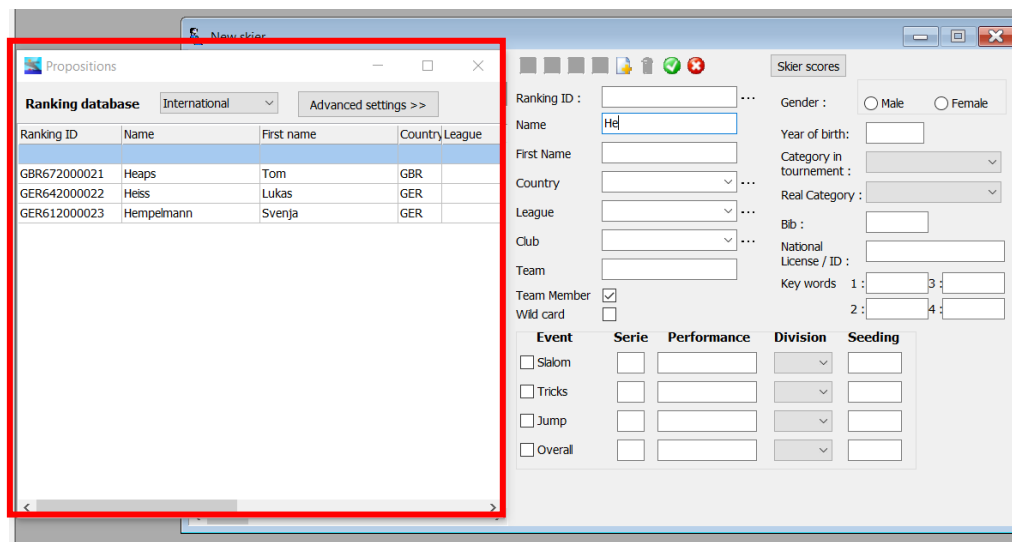 New skier
Propositions
Ranking database International Advanced settings >>
Ranking ID Name First name Country League
GBR672000021 Heaps Tom GBR
GER642000022 Heiss Lukas GER
GER612000023 Hempelmann Svenja GER
Skier scores
Ranking ID : ...
Name He
First Name
Country ...
League ...
Club ...
Team
Team Member
Wild card
Gender : Male Female
Year of birth:
Category in
tournement :
Real Category :
Bib :
National
License / ID :
Key words 1 : 3 :
2 : 4 :
Event Serie Performance Division Seeding
Slalom
Tricks
Jump
Overall